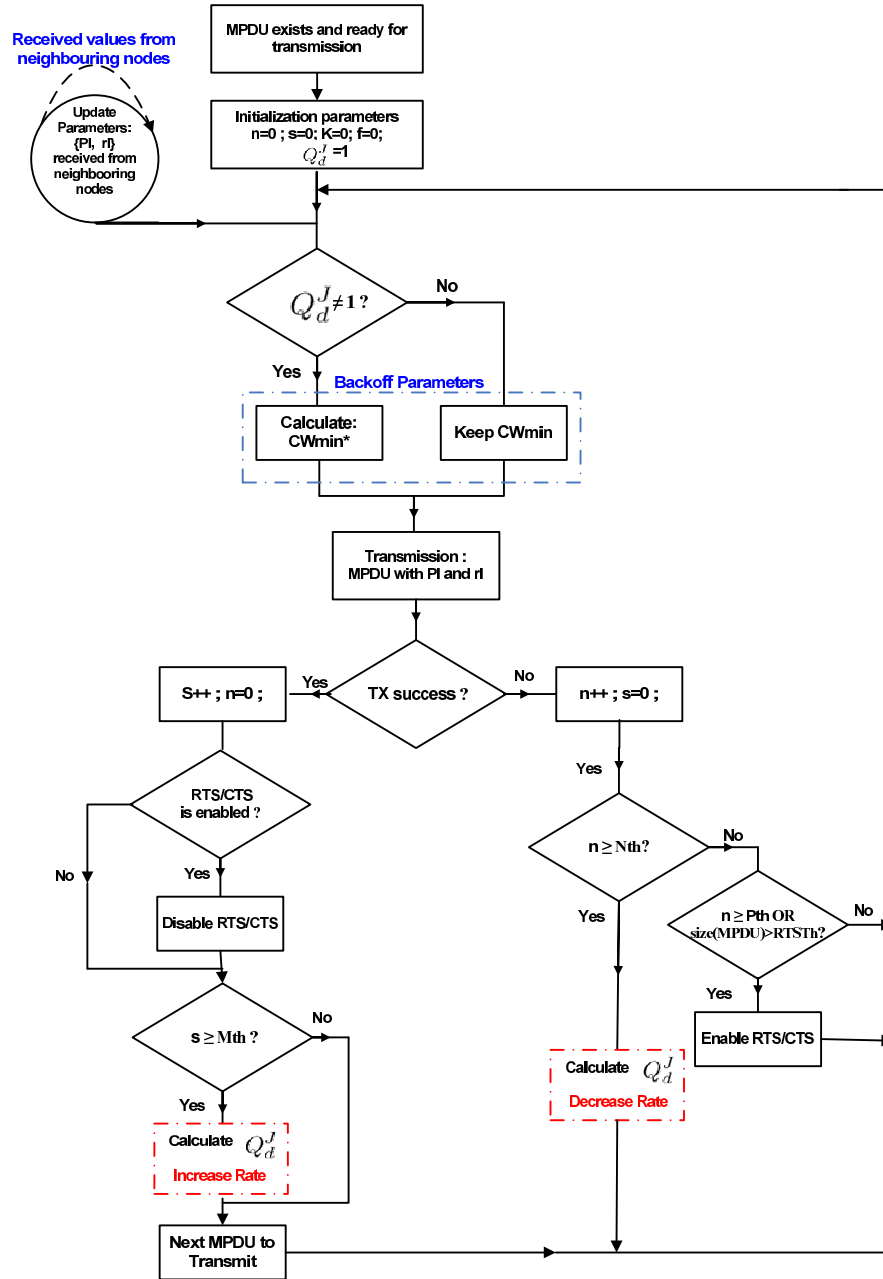 MPDU exists and ready for
transmission
Received values from
neighbouring nodes
Update
Parameters:
{PI, rI}
received from
neighbooring
nodes
Initialization parameters
n=0 ; s=0; K=0; f=0;
Q_d^J =1
Q_d^J ≠ 1 ?
No
Yes
Backoff Parameters
Calculate:
CWmin*
Keep CWmin
Transmission :
MPDU with PI and rI
TX success ?
Yes
No
S++ ; n=0 ;
n++ ; s=0 ;
Yes
RTS/CTS
is enabled ?
No
Yes
n ≥ Nth?
No
Yes
Disable RTS/CTS
n ≥ Pth OR
size(MPDU)>RTSTh?
No
Yes
Enable RTS/CTS
s ≥ Mth ?
No
Yes
Calculate Q_d^J
Decrease Rate
Calculate Q_d^J
Increase Rate
Next MPDU to
Transmit